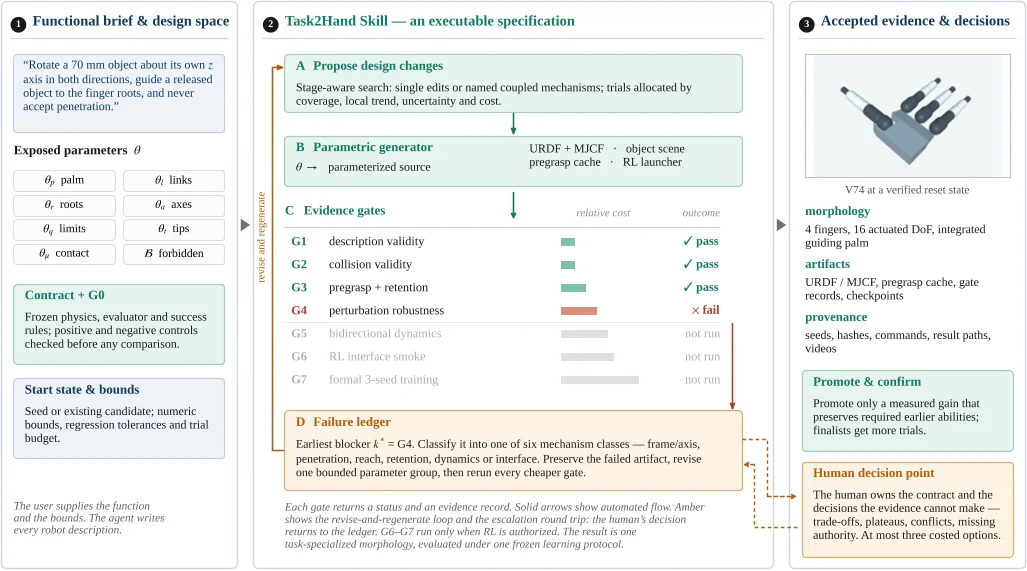 1 Functional brief & design space
“Rotate a 70 mm object about its own z
axis in both directions, guide a released
object to the finger roots, and never
accept penetration.”
Exposed parameters θ
θp palm
θl links
θr roots
θa axes
θq limits
θt tips
θμ contact
ℬ forbidden
Contract + G0
Frozen physics, evaluator and success
rules; positive and negative controls
checked before any comparison.
Start state & bounds
Seed or existing candidate; numeric
bounds, regression tolerances and trial
budget.
The user supplies the function
and the bounds. The agent writes
every robot description.
2 Task2Hand Skill — an executable specification
A Propose design changes
Stage-aware search: single edits or named coupled mechanisms; trials allocated by
coverage, local trend, uncertainty and cost.
B Parametric generator
θ → parameterized source
URDF + MJCF · object scene
pregrasp cache · RL launcher
revise and regenerate
C Evidence gates
relative cost
outcome
G1 description validity ✓ pass
G2 collision validity ✓ pass
G3 pregrasp + retention ✓ pass
G4 perturbation robustness × fail
G5 bidirectional dynamics not run
G6 RL interface smoke not run
G7 formal 3-seed training not run
D Failure ledger
Earliest blocker k* = G4. Classify it into one of six mechanism classes — frame/axis,
penetration, reach, retention, dynamics or interface. Preserve the failed artifact, revise
one bounded parameter group, then rerun every cheaper gate.
Each gate returns a status and an evidence record. Solid arrows show automated flow. Amber
shows the revise-and-regenerate loop and the escalation round trip: the human’s decision
returns to the ledger. G6–G7 run only when RL is authorized. The result is one
task-specialized morphology, evaluated under one frozen learning protocol.
3 Accepted evidence & decisions
V74 at a verified reset state
morphology
4 fingers, 16 actuated DoF, integrated
guiding palm
artifacts
URDF / MJCF, pregrasp cache, gate
records, checkpoints
provenance
seeds, hashes, commands, result paths,
videos
Promote & confirm
Promote only a measured gain that
preserves required earlier abilities;
finalists get more trials.
Human decision point
The human owns the contract and the
decisions the evidence cannot make —
trade-offs, plateaus, conflicts, missing
authority. At most three costed options.